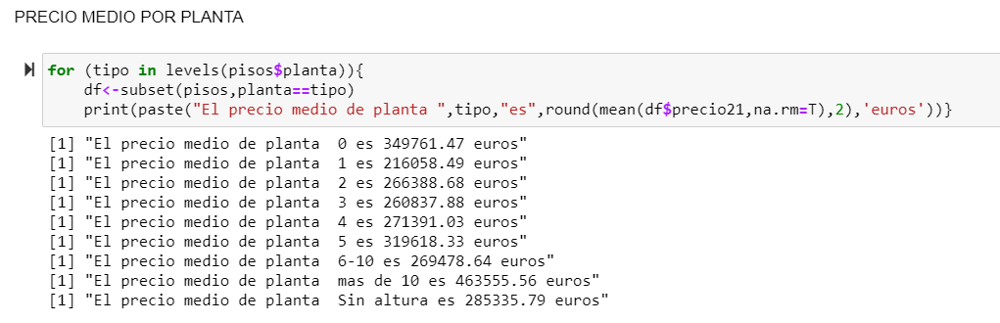 PRECIO MEDIO POR PLANTA
for (tipo in levels(pisos$planta)){
    df<-subset(pisos,planta==tipo)
    print(paste("El precio medio de planta ",tipo,"es",round(mean(df$precio21,na.rm=T),2),'euros'))}
[1] "El precio medio de planta  0 es 349761.47 euros"
[1] "El precio medio de planta  1 es 216058.49 euros"
[1] "El precio medio de planta  2 es 266388.68 euros"
[1] "El precio medio de planta  3 es 260837.88 euros"
[1] "El precio medio de planta  4 es 271391.03 euros"
[1] "El precio medio de planta  5 es 319618.33 euros"
[1] "El precio medio de planta  6-10 es 269478.64 euros"
[1] "El precio medio de planta  mas de 10 es 463555.56 euros"
[1] "El precio medio de planta  Sin altura es 285335.79 euros"